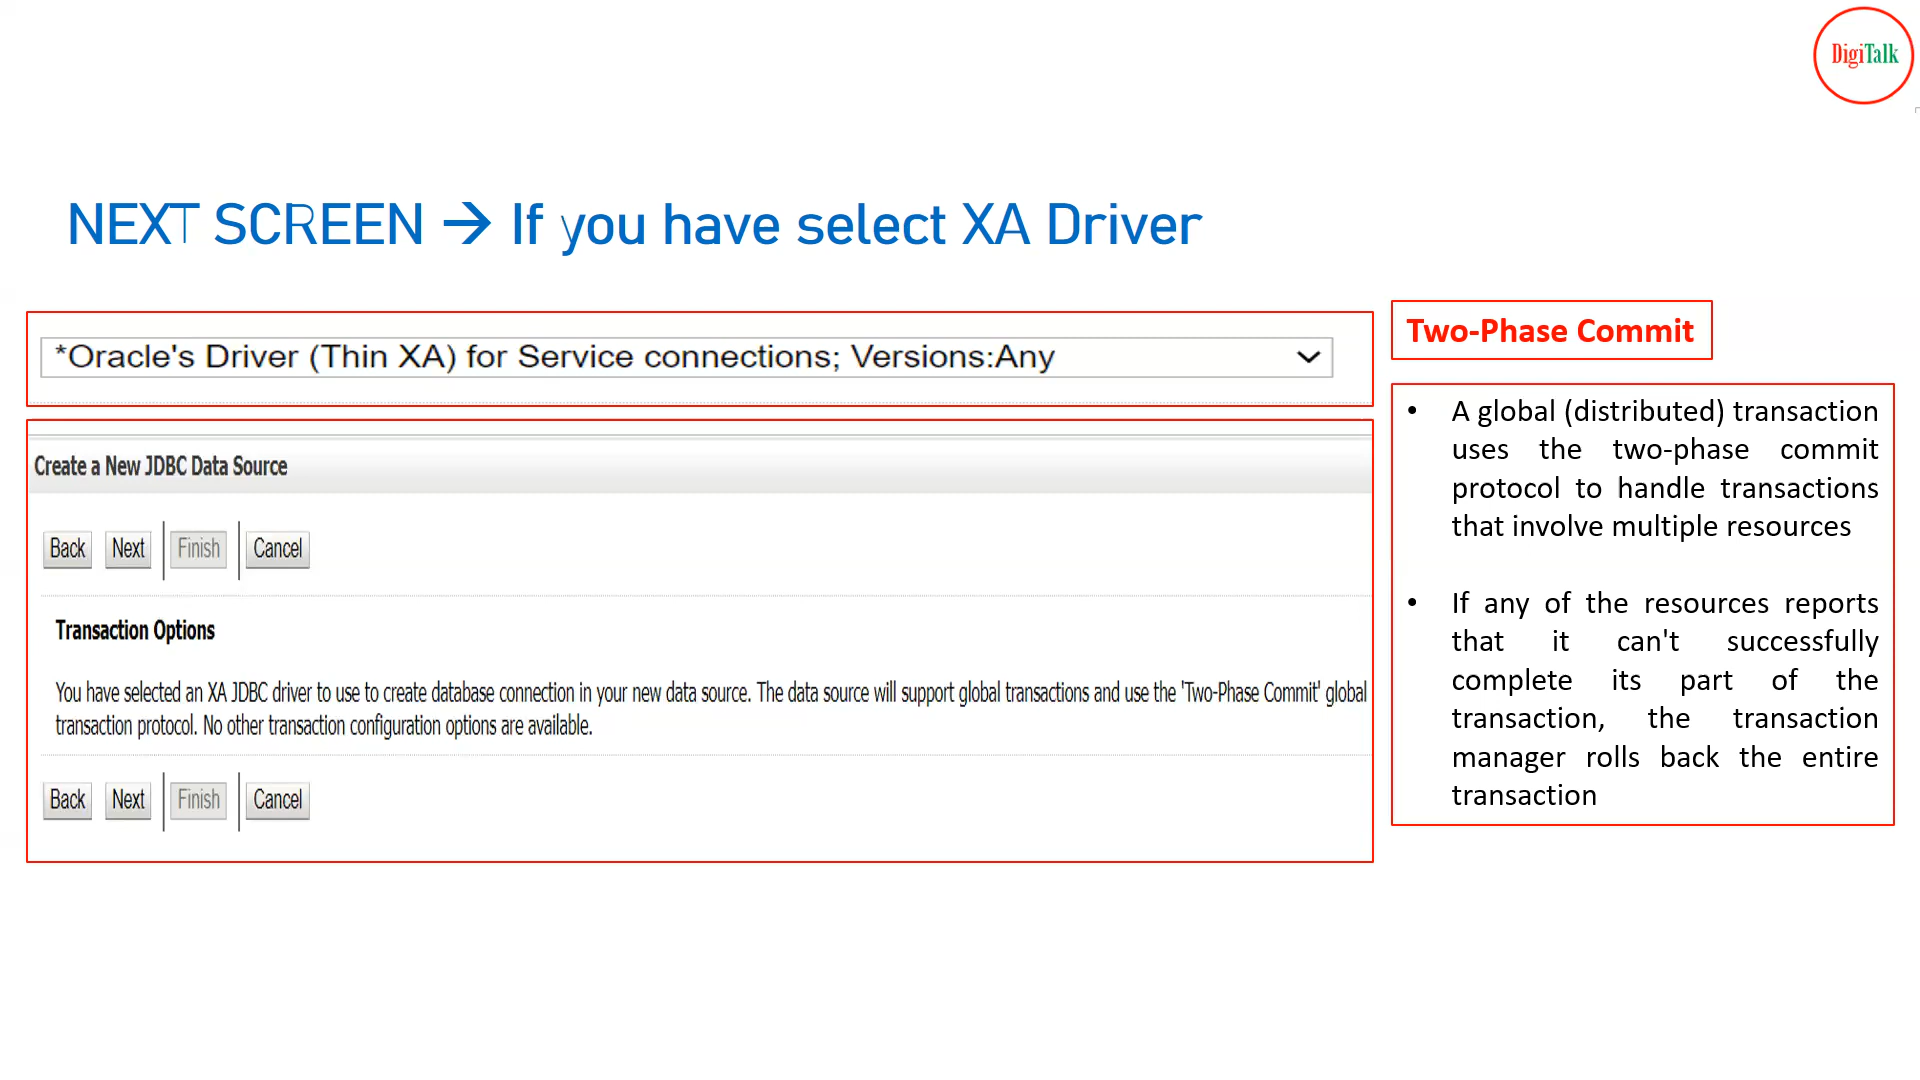 DigiTalk
NEXT SCREEN → If you have select XA Driver
*Oracle's Driver (Thin XA) for Service connections; Versions:Any
Create a New JDBC Data Source
Back Next Finish Cancel
Transaction Options
You have selected an XA JDBC driver to use to create database connection in your new data source. The data source will support global transactions and use the 'Two-Phase Commit' global
transaction protocol. No other transaction configuration options are available.
Back Next Finish Cancel
Two-Phase Commit
• A global (distributed) transaction
uses the two-phase commit
protocol to handle transactions
that involve multiple resources
• If any of the resources reports
that it can't successfully
complete its part of the
transaction, the transaction
manager rolls back the entire
transaction